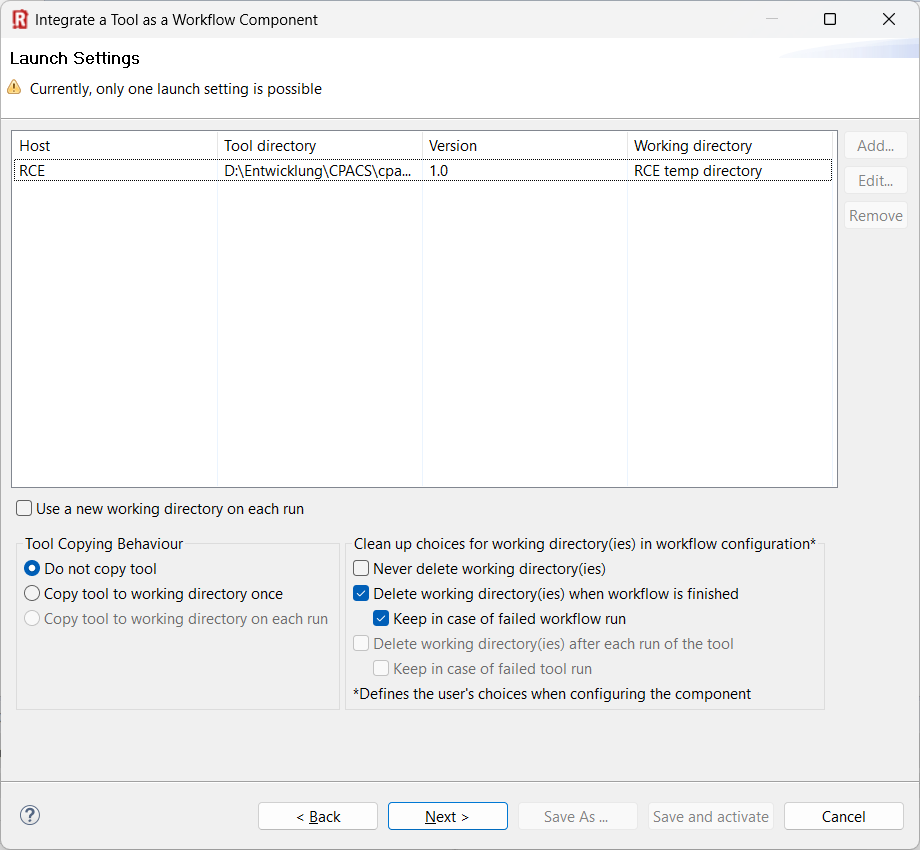 Integrate a Tool as a Workflow Component
Launch Settings
Currently, only one launch setting is possible
Host Tool directory Version Working directory
RCE D:\Entwicklung\CPACS\cpa... 1.0 RCE temp directory
Add...
Edit...
Remove
Use a new working directory on each run
Tool Copying Behaviour
Do not copy tool
Copy tool to working directory once
Copy tool to working directory on each run
Clean up choices for working directory(ies) in workflow configuration*
Never delete working directory(ies)
Delete working directory(ies) when workflow is finished
Keep in case of failed workflow run
Delete working directory(ies) after each run of the tool
Keep in case of failed tool run
*Defines the user's choices when configuring the component
? < Back Next > Save As ... Save and activate Cancel